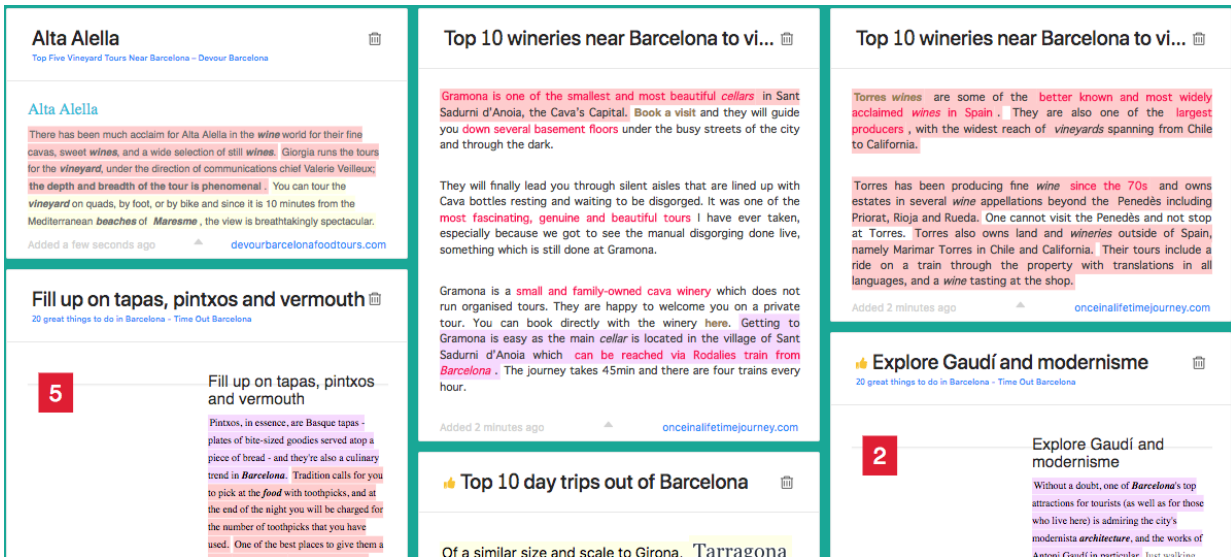 Alta Alella
Top Five Vineyard Tours Near Barcelona – Devour Barcelona
Alta Alella
There has been much acclaim for Alta Alella in the wine world for their fine
cavas, sweet wines, and a wide selection of still wines. Giorgia runs the tours
for the vineyard, under the direction of communications chief Valerie Veilleux;
the depth and breadth of the tour is phenomenal . You can tour the
vineyard on quads, by foot, or by bike and since it is 10 minutes from the
Mediterranean beaches of Maresme , the view is breathtakingly spectacular.
Added a few seconds ago
devourbarcelonafoodtours.com
Fill up on tapas, pintxos and vermouth
20 great things to do in Barcelona - Time Out Barcelona
5
Fill up on tapas, pintxos
and vermouth
Pintxos, in essence, are Basque tapas -
plates of bite-sized goodies served atop a
piece of bread - and they're also a culinary
trend in Barcelona. Tradition calls for you
to pick at the food with toothpicks, and at
the end of the night you will be charged for
the number of toothpicks that you have
used. One of the best places to give them a
Top 10 wineries near Barcelona to vi...
Gramona is one of the smallest and most beautiful cellars in Sant
Sadurni d'Anoia, the Cava's Capital. Book a visit and they will guide
you down several basement floors under the busy streets of the city
and through the dark.
They will finally lead you through silent aisles that are lined up with
Cava bottles resting and waiting to be disgorged. It was one of the
most fascinating, genuine and beautiful tours I have ever taken,
especially because we got to see the manual disgorging done live,
something which is still done at Gramona.
Gramona is a small and family-owned cava winery which does not
run organised tours. They are happy to welcome you on a private
tour. You can book directly with the winery here. Getting to
Gramona is easy as the main cellar is located in the village of Sant
Sadurni d'Anoia which can be reached via Rodalies train from
Barcelona . The journey takes 45min and there are four trains every
hour.
Added 2 minutes ago
onceinalifetimejourney.com
Top 10 day trips out of Barcelona
Of a similar size and scale to Girona, Tarragona
Top 10 wineries near Barcelona to vi...
Torres wines are some of the better known and most widely
acclaimed wines in Spain . They are also one of the largest
producers , with the widest reach of vineyards spanning from Chile
to California.
Torres has been producing fine wine since the 70s and owns
estates in several wine appellations beyond the Penedès including
Priorat, Rioja and Rueda. One cannot visit the Penedès and not stop
at Torres. Torres also owns land and wineries outside of Spain,
namely Marimar Torres in Chile and California. Their tours include a
ride on a train through the property with translations in all
languages, and a wine tasting at the shop.
Added 2 minutes ago
onceinalifetimejourney.com
Explore Gaudí and modernisme
20 great things to do in Barcelona - Time Out Barcelona
2
Explore Gaudí and
modernisme
Without a doubt, one of Barcelona's top
attractions for tourists (as well as for those
who live here) is admiring the city's
modernista architecture, and the works of
Antoni Gaudí in particular. Just walking